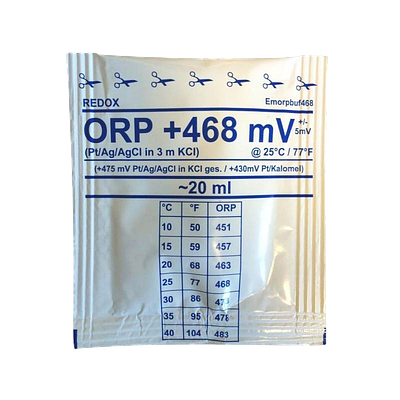 REDOX Emorpbuf468
ORP +468 mV +/- 5mV
(Pt/Ag/AgCl in 3 m KCl) @ 25°C / 77°F
(+475 mV Pt/Ag/AgCl in KCl ges. / +430mV Pt/Kalomel)
~20 ml
°C °F ORP
10 50 451
15 59 457
20 68 463
25 77 468
30 86 473
35 95 478
40 104 483